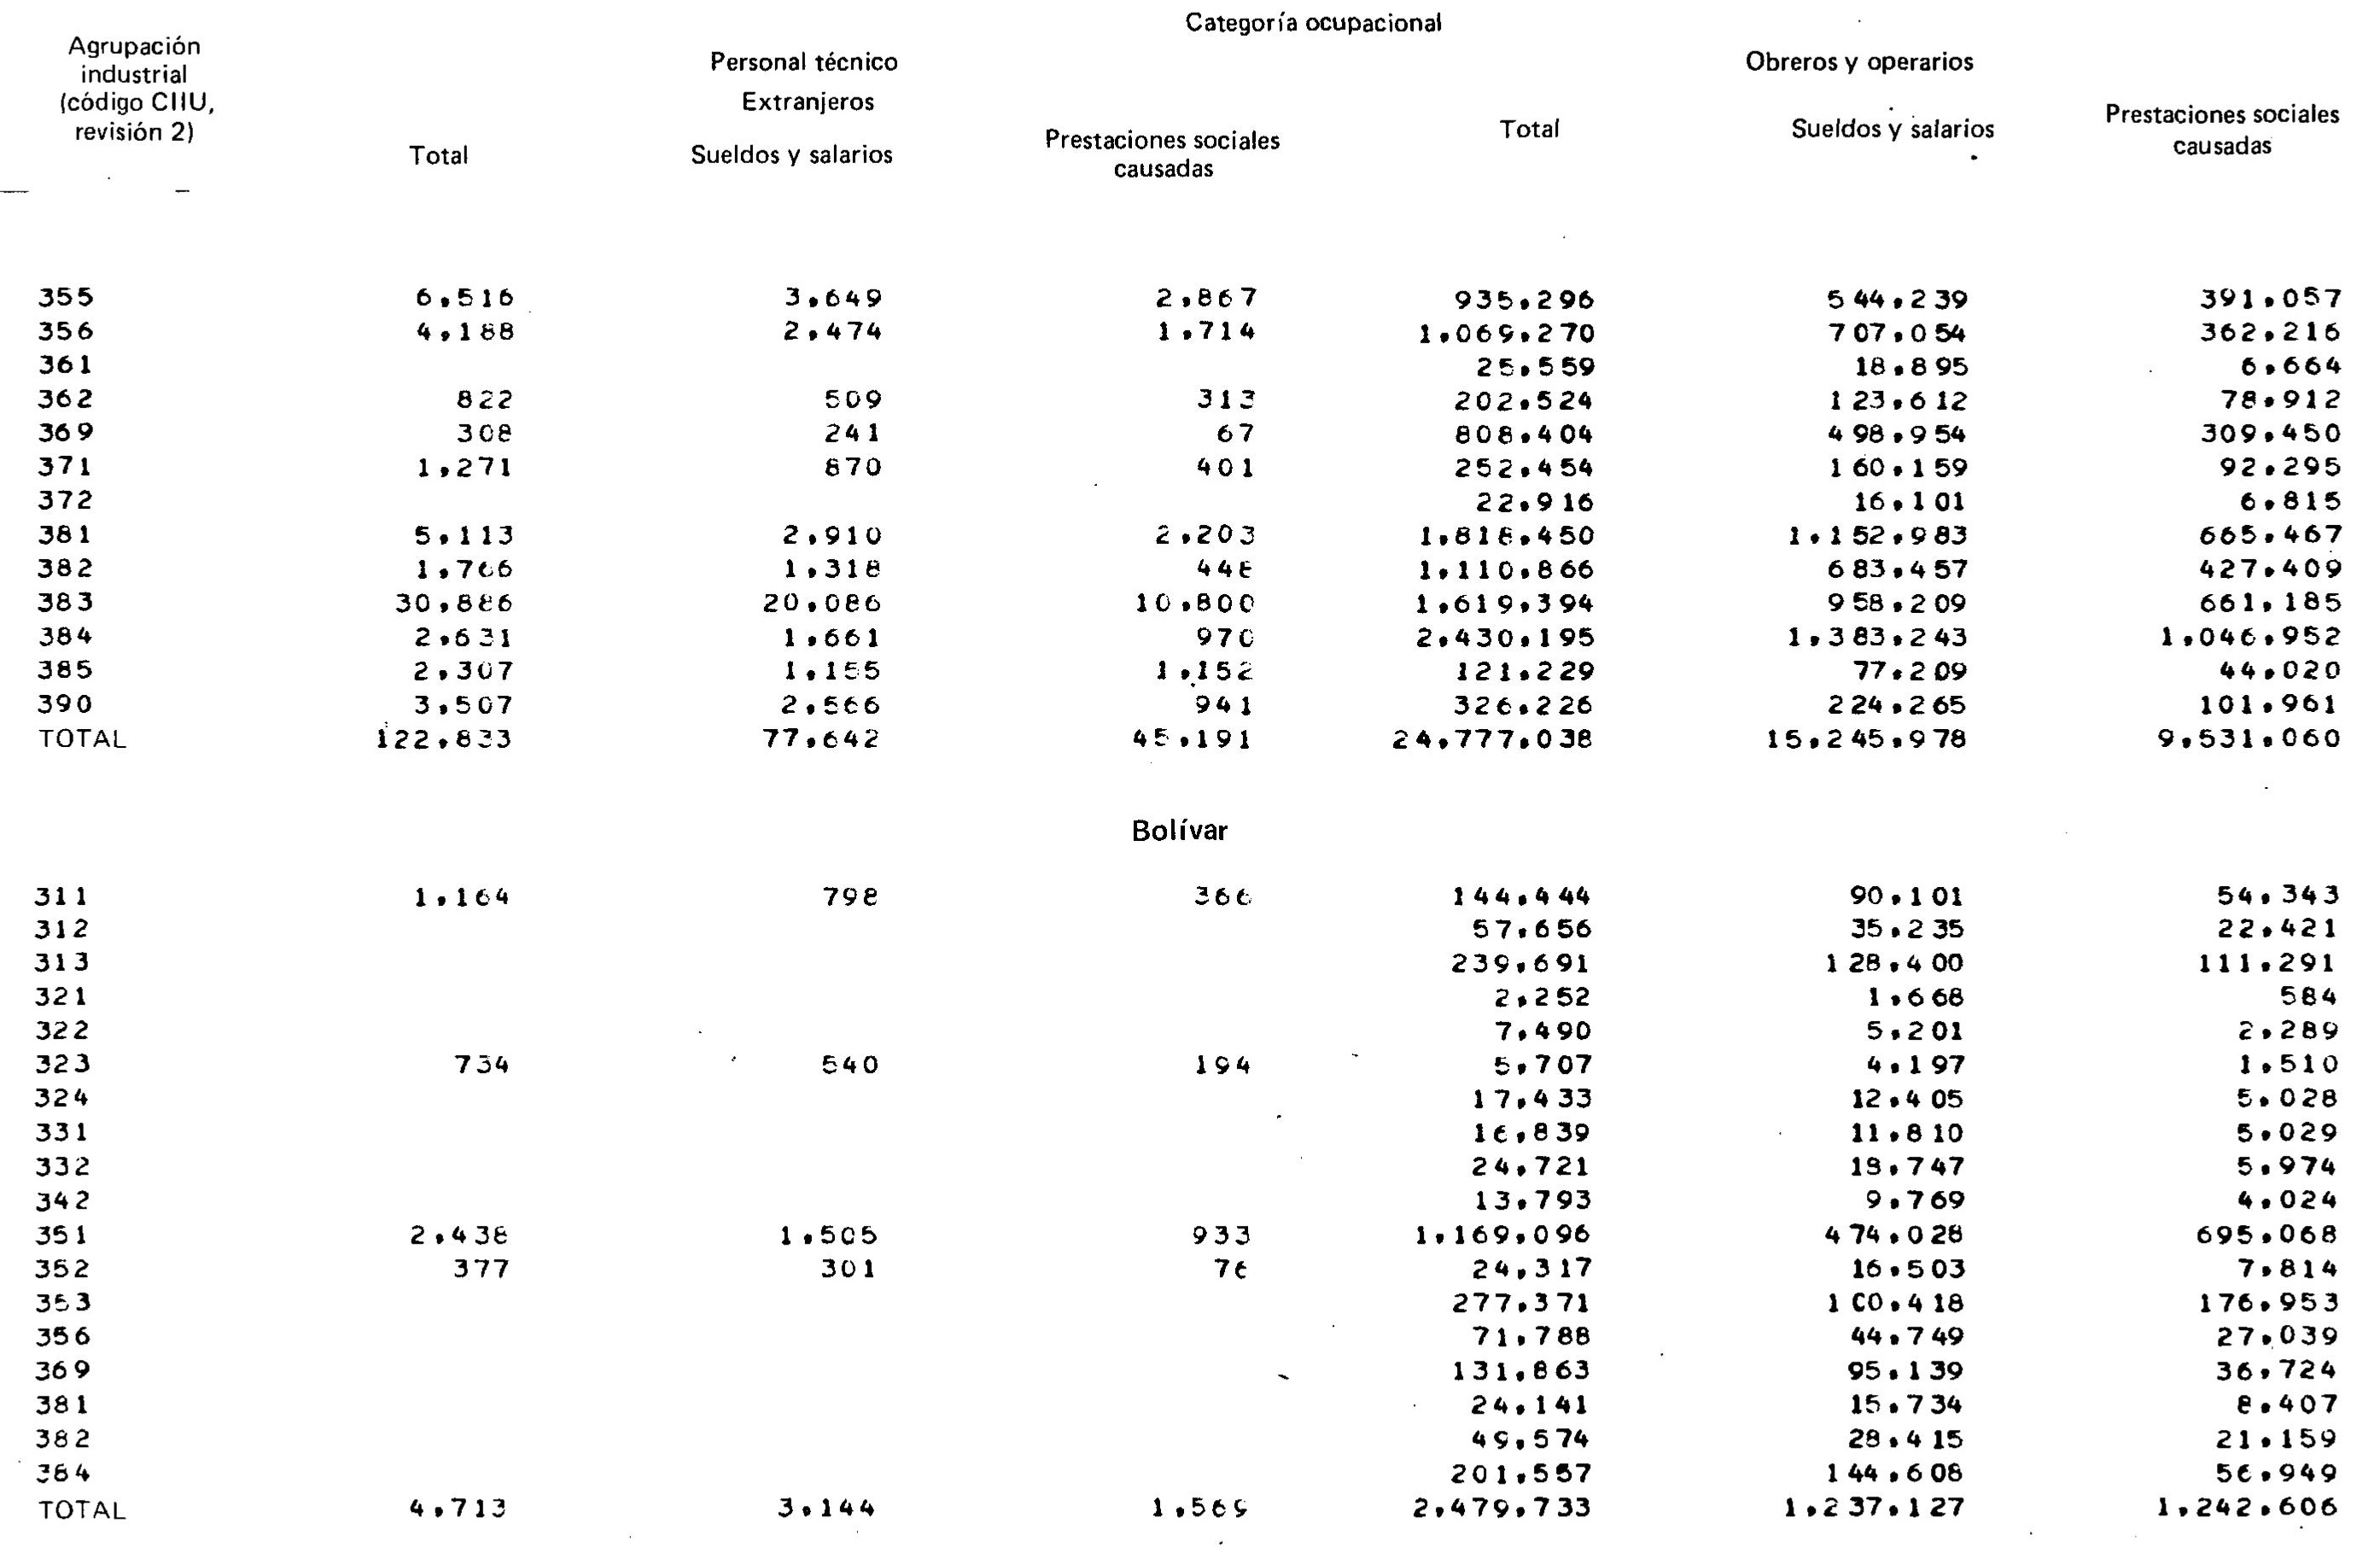 Categoría ocupacional
Agrupación industrial (código CIIU, revisión 2)
Personal técnico Obreros y operarios
Extranjeros
Total Sueldos y salarios Prestaciones sociales causadas Total Sueldos y salarios Prestaciones sociales causadas
355 6,516 3,649 2,867 935,296 544,239 391,057
356 4,188 2,474 1,714 1,069,270 707,054 362,216
361 25,559 18,895 6,664
362 822 509 313 202,524 123,612 78,912
369 308 241 67 808,404 498,954 309,450
371 1,271 870 401 252,454 160,159 92,295
372 22,916 16,101 6,815
381 5,113 2,910 2,203 1,818,450 1,152,983 665,467
382 1,766 1,318 448 1,110,866 683,457 427,409
383 30,886 20,086 10,800 1,619,394 958,209 661,185
384 2,631 1,661 970 2,430,195 1,383,243 1,046,952
385 2,307 1,155 1,152 121,229 77,209 44,020
390 3,507 2,566 941 326,226 224,265 101,961
TOTAL 122,833 77,642 45,191 24,777,038 15,245,978 9,531,060
Bolívar
311 1,164 798 366 144,444 90,101 54,343
312 57,656 35,235 22,421
313 239,691 128,400 111,291
321 2,252 1,668 584
322 7,490 5,201 2,289
323 734 540 194 5,707 4,197 1,510
324 17,433 12,405 5,028
331 16,839 11,810 5,029
332 24,721 18,747 5,974
342 13,793 9,769 4,024
351 2,438 1,505 933 1,169,096 474,028 695,068
352 377 301 76 24,317 16,503 7,814
353 277,371 100,418 176,953
356 71,788 44,749 27,039
369 131,863 95,139 36,724
381 24,141 15,734 8,407
382 49,574 28,415 21,159
384 201,557 144,608 56,949
TOTAL 4,713 3,144 1,569 2,479,733 1,237,127 1,242,606